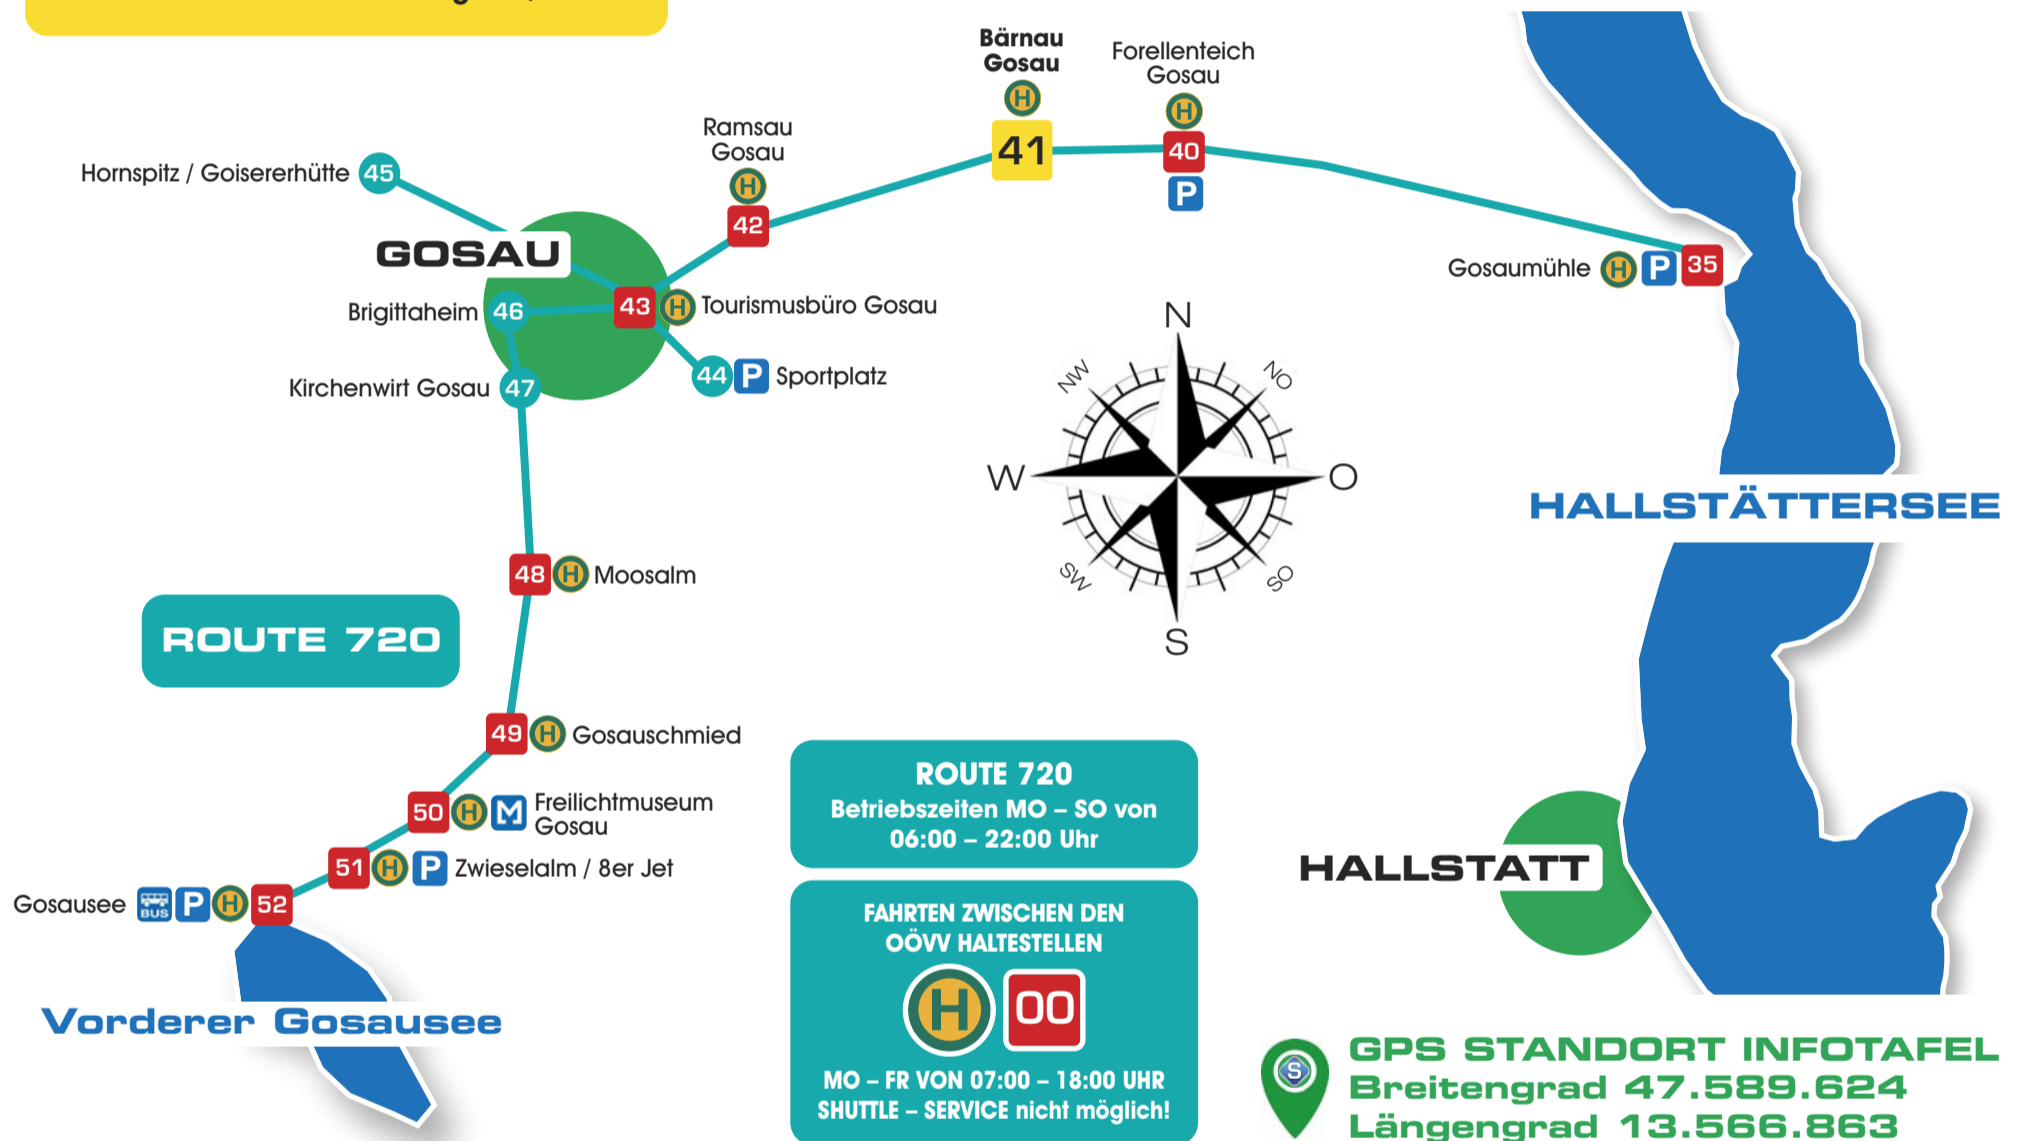 Bärnau
Gosau
H
41
Forellenteich
Gosau
H
40
P
Ramsau
Gosau
H
42
Hornspitz / Goisererhütte 45
GOSAU
Brigittaheim 46
43 H Tourismusbüro Gosau
Kirchenwirt Gosau 47
44 P Sportplatz
Gosaumühle H P 35
N
NW
NO
W
O
SW
SO
S
HALLSTÄTTERSEE
48 H Moosalm
ROUTE 720
49 H Gosauschmied
50 H M Freilichtmuseum
Gosau
51 H P Zwieselalm / 8er Jet
Gosausee BUS P H 52
Vorderer Gosausee
ROUTE 720
Betriebszeiten MO – SO von
06:00 – 22:00 Uhr
FAHRTEN ZWISCHEN DEN
OÖVV HALTESTELLEN
H 00
MO – FR VON 07:00 – 18:00 UHR
SHUTTLE – SERVICE nicht möglich!
HALLSTATT
S
GPS STANDORT INFOTAFEL
Breitengrad 47.589.624
Längengrad 13.566.863